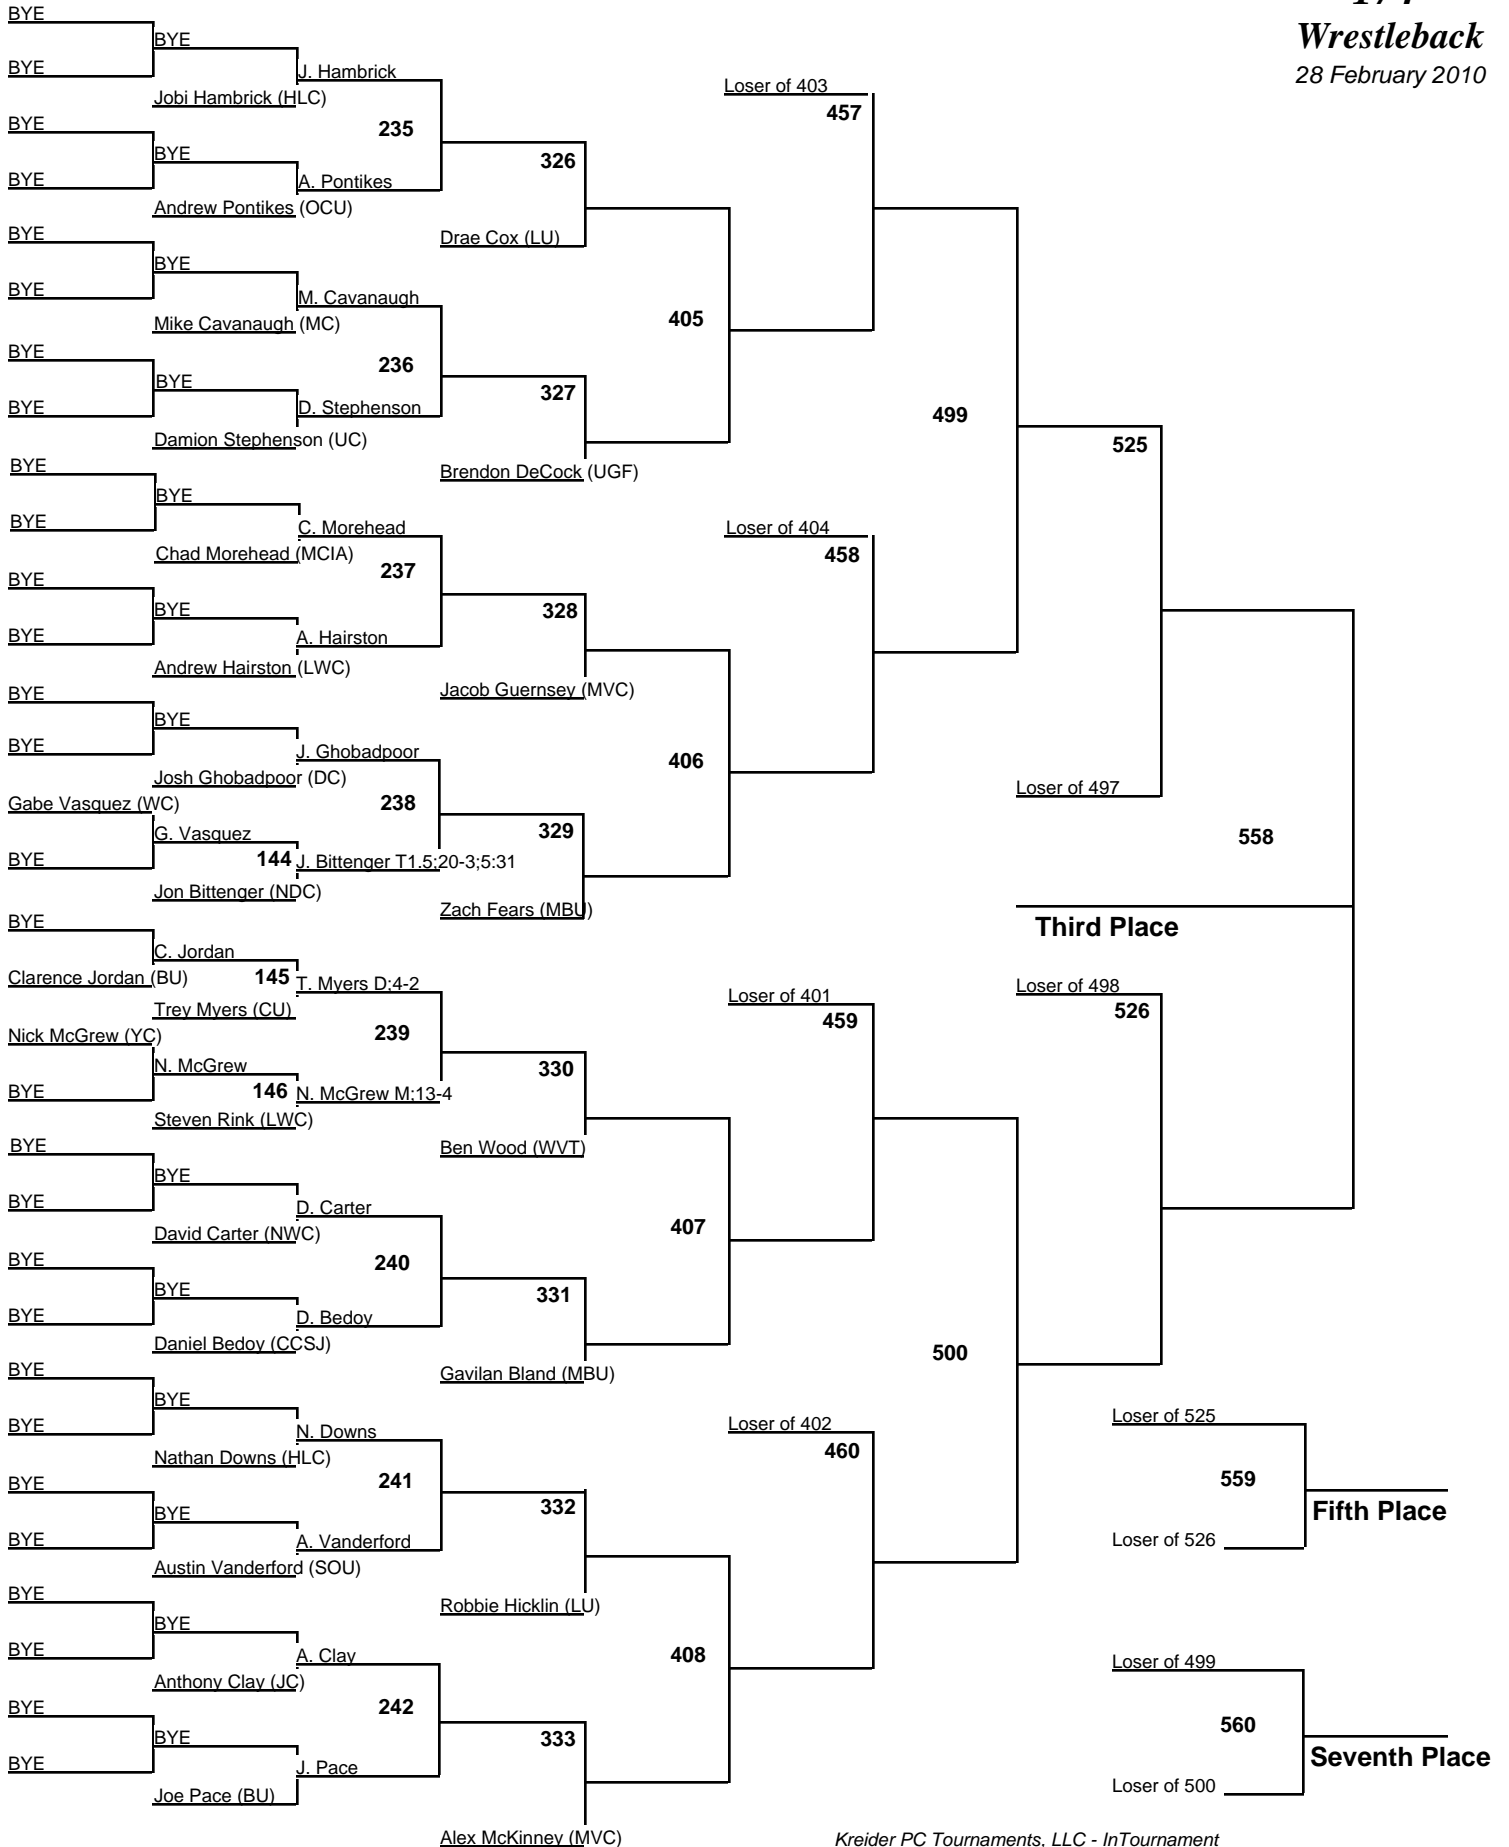 Wrestleback
28 February 2010
BYE
BYE
BYE
J. Hambrick
Jobi Hambrick (HLC)
235
BYE
BYE
BYE
A. Pontikes
Andrew Pontikes (OCU)
326
Drae Cox (LU)
BYE
BYE
BYE
M. Cavanaugh
Mike Cavanaugh (MC)
236
BYE
BYE
BYE
D. Stephenson
Damion Stephenson (UC)
327
Brendon DeCock (UGF)
405
Loser of 403
457
BYE
BYE
BYE
C. Morehead
Chad Morehead (MCIA)
237
BYE
BYE
BYE
A. Hairston
Andrew Hairston (LWC)
328
Jacob Guernsey (MVC)
BYE
BYE
BYE
J. Ghobadpoor
Josh Ghobadpoor (DC)
238
Gabe Vasquez (WC)
G. Vasquez
BYE
144
J. Bittenger T1.5;20-3;5:31
Jon Bittenger (NDC)
329
Zach Fears (MBU)
406
Loser of 404
458
499
525
Loser of 497
558
Third Place
BYE
C. Jordan
Clarence Jordan (BU)
145
T. Myers D;4-2
Trey Myers (CU)
239
Nick McGrew (YC)
N. McGrew
BYE
146
N. McGrew M;13-4
Steven Rink (LWC)
330
Ben Wood (WVT)
BYE
BYE
BYE
D. Carter
David Carter (NWC)
240
BYE
BYE
BYE
D. Bedoy
Daniel Bedoy (CCSJ)
331
Gavilan Bland (MBU)
407
Loser of 401
459
Loser of 498
526
BYE
BYE
BYE
N. Downs
Nathan Downs (HLC)
241
BYE
BYE
BYE
A. Vanderford
Austin Vanderford (SOU)
332
Robbie Hicklin (LU)
BYE
BYE
BYE
A. Clay
Anthony Clay (JC)
242
BYE
BYE
BYE
J. Pace
Joe Pace (BU)
333
Alex McKinney (MVC)
408
Loser of 402
460
500
Loser of 525
559
Fifth Place
Loser of 526
Loser of 499
560
Seventh Place
Loser of 500
Kreider PC Tournaments, LLC - InTournament